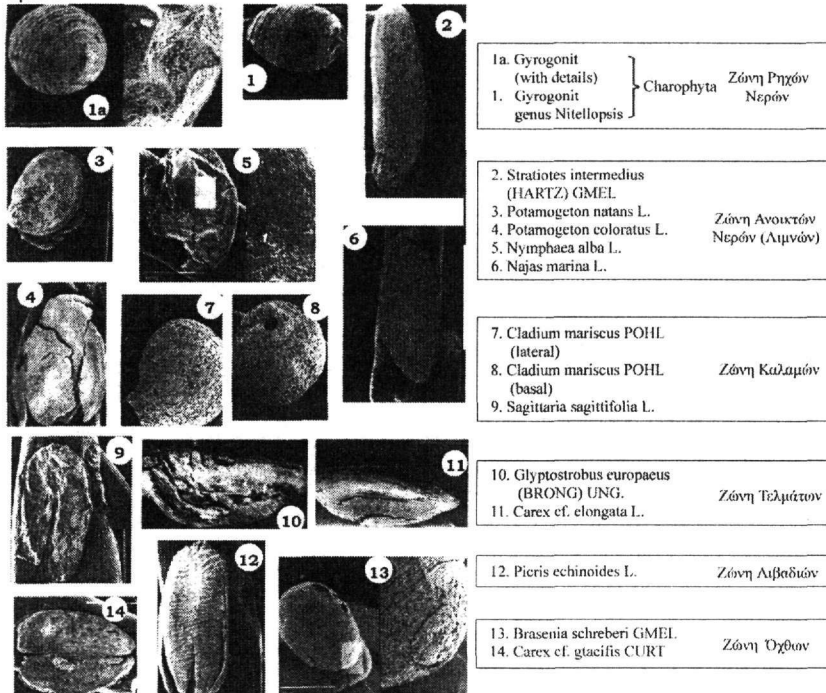 1a
1
2
3
5
6
4
7
8
9
10
11
12
13
14
1a. Gyrogonit
(with details)
1. Gyrogonit
genus Nitellopsis
Charophyta
Ζώνη Ρηχών
Νερών
2. Stratiotes intermedius
(HARTZ) GMEL
3. Potamogeton natans L.
4. Potamogeton coloratus L.
5. Nymphaea alba L.
6. Najas marina L.
Ζώνη Ανοικτών
Νερών (Λιμνών)
7. Cladium mariscus POHL
(lateral)
8. Cladium mariscus POHL
(basal)
9. Sagittaria sagittifolia L.
Ζώνη Καλαμών
10. Glyptostrobus europaeus
(BRONG) UNG.
11. Carex cf. elongata L.
Ζώνη Τελμάτων
12. Picris echinoides L.
Ζώνη Λιβαδιών
13. Brasenia schreberi GMEL
14. Carex cf. glacifis CURT
Ζώνη Όχθων